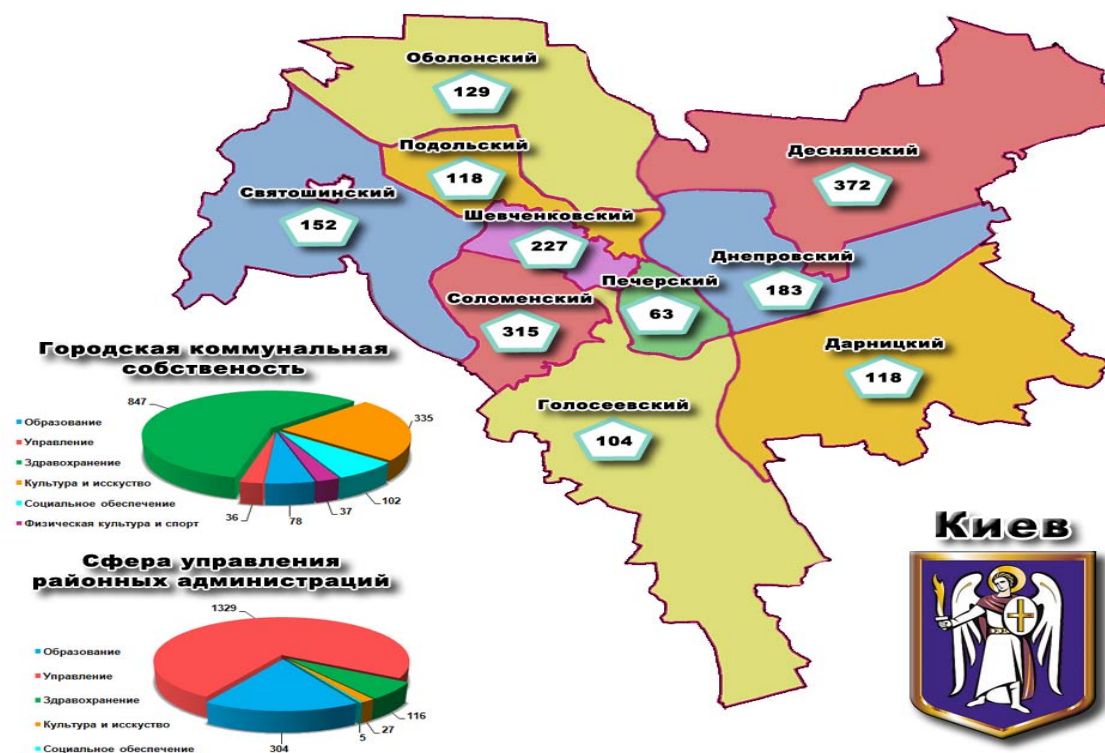 Оболонский
129
Подольский
118
Деснянский
372
Святошинский
152
Шевченковский
227
Днепровский
183
Печерский
63
Соломенский
315
Дарницкий
118
Голосеевский
104
Городская коммунальная
собственость
847
335
102
37
78
36
Образование
Управление
Здравохранение
Культура и исскуство
Социальное обеспечение
Физическая культура и спорт
Сфера управления
районных администраций
1329
116
27
5
304
Образование
Управление
Здравохранение
Культура и исскуство
Социальное обеспечение
Киев